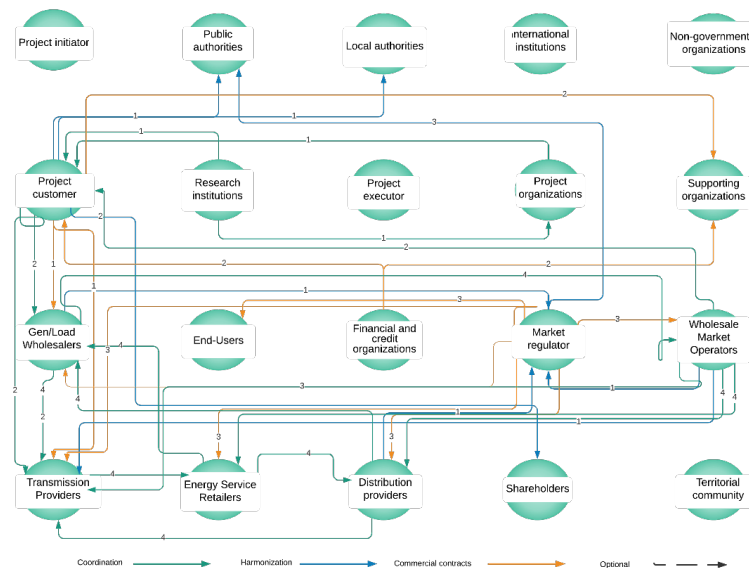 Project initiator
Public
authorities
Local authorities
nternational
institutions
Non-government
organizations
2
1
1
3
1
1
Project
customer
Research
institutions
Project
executor
Project
organizations
Supporting
organizations
2
1
2
2
1
2
2
4
1
1
3
3
Gen/Load
Wholesalers
End-Users
Financial and
credit
organizations
Market
regulator
Wholesale
Market
Operators
4
3
2
4
4
3
1
4
4
2
1
1
3
3
4
4
Transmission
Providers
Energy Service
Retailers
Distribution
providers
Shareholders
Territorial
community
4
Coordination
Harmonization
Commercial contracts
Optional